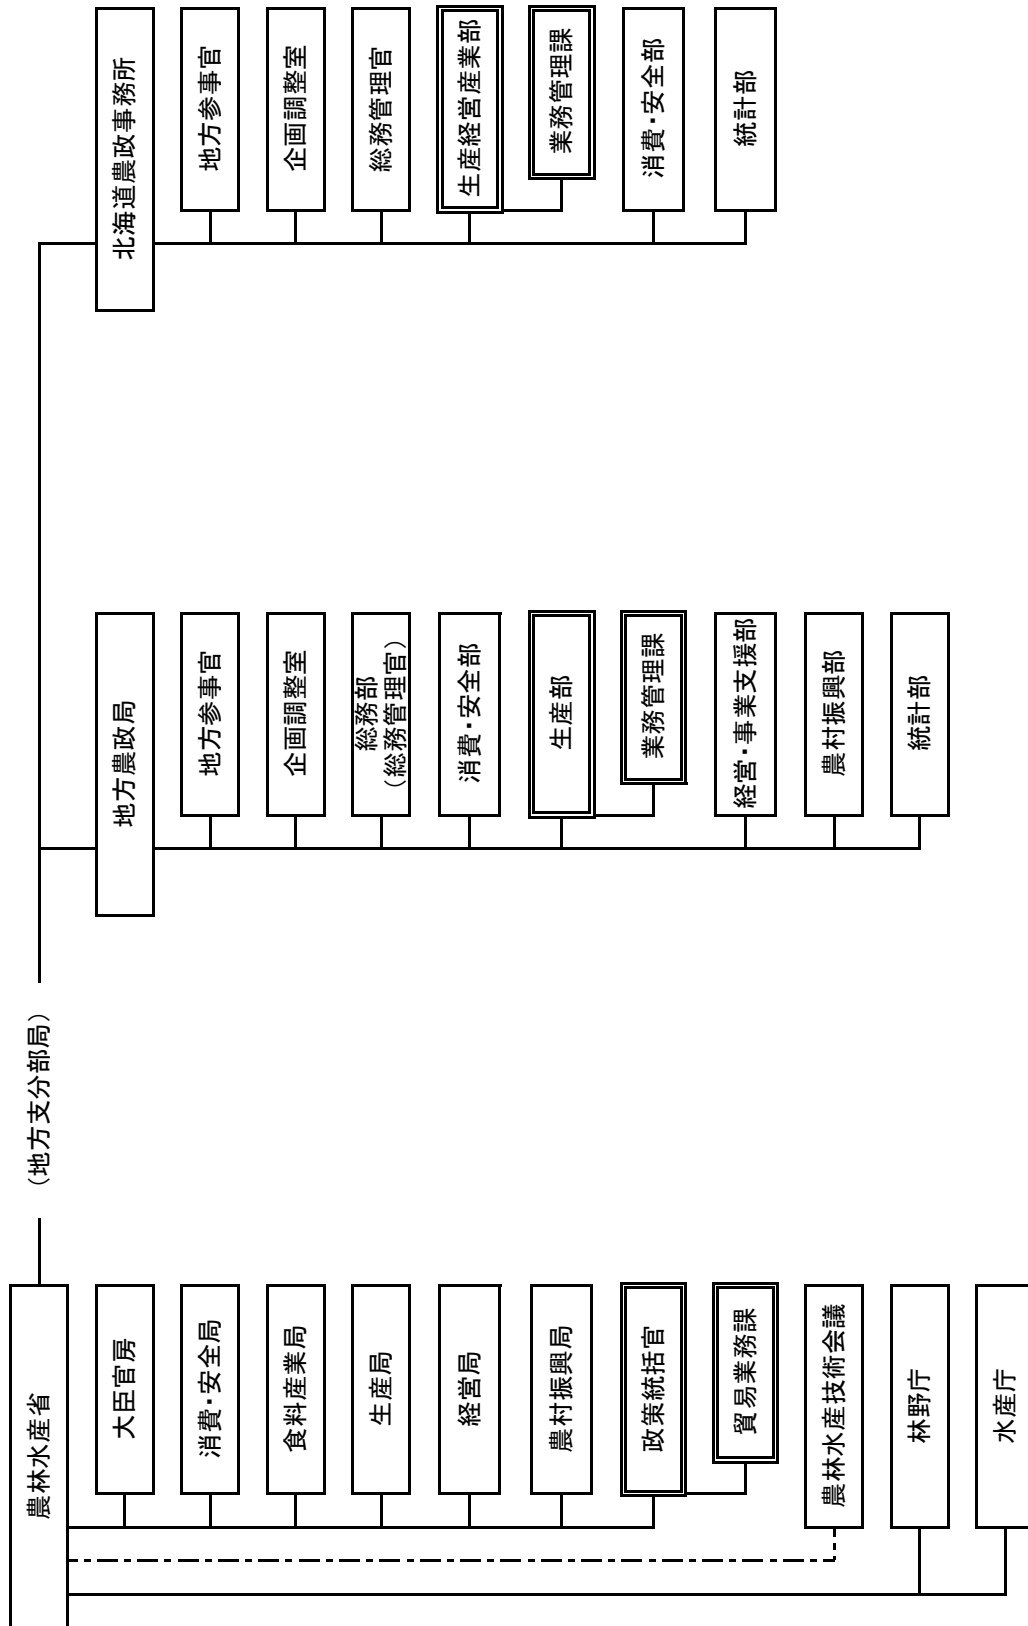 農林水産省
大臣官房
消費・安全局
食料産業局
生産局
経営局
農村振興局
政策統括官
貿易業務課
農林水産技術会議
林野庁
水産庁
（地方支分部局）
地方農政局
地方参事官
企画調整室
総務部
（総務管理官）
消費・安全部
生産部
業務管理課
経営・事業支援部
農村振興部
統計部
北海道農政事務所
地方参事官
企画調整室
総務管理官
生産経営産業部
業務管理課
消費・安全部
統計部